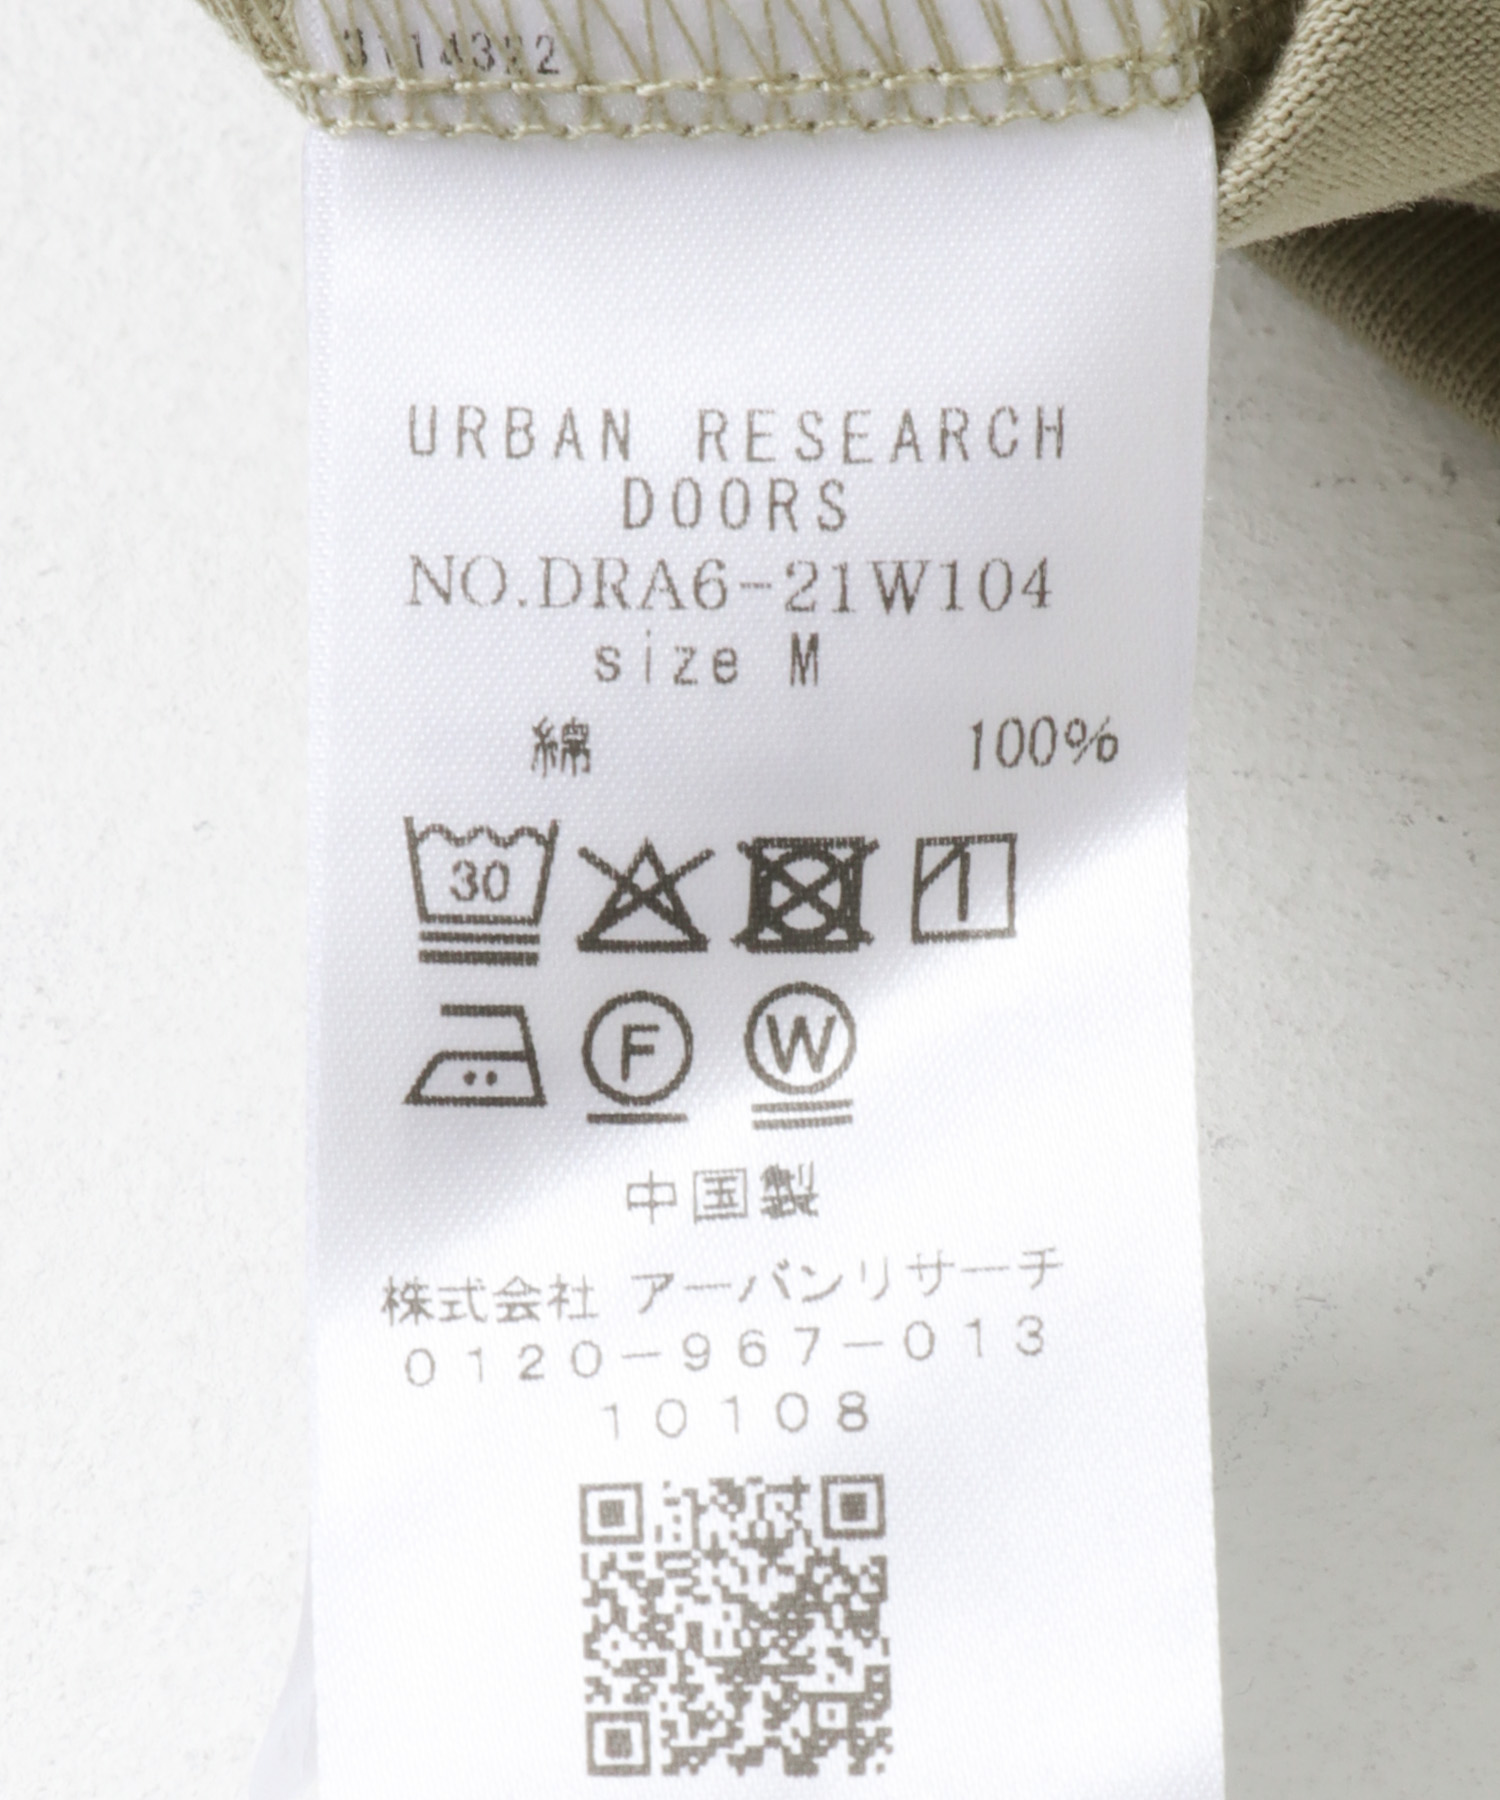 URBAN RESEARCH
DOORS
NO.DRA6-21W104
size M
綿 100%
30
F W
中国製
株式会社 アーバンリサーチ
0120-967-013
10108